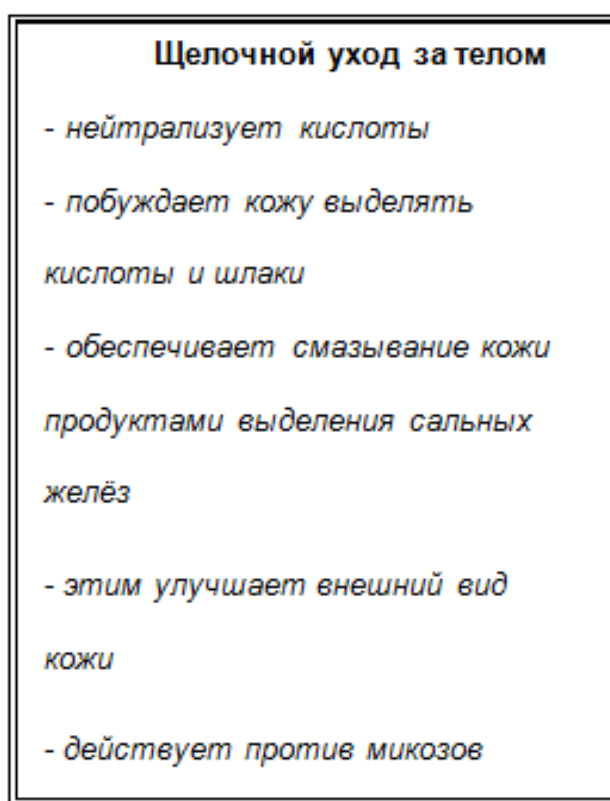 Щелочной уход за телом
- нейтрализует кислоты
- побуждает кожу выделять
кислоты и шлаки
- обеспечивает смазывание кожи
продуктами выделения сальных
желёз
- этим улучшает внешний вид
кожи
- действует против микозов